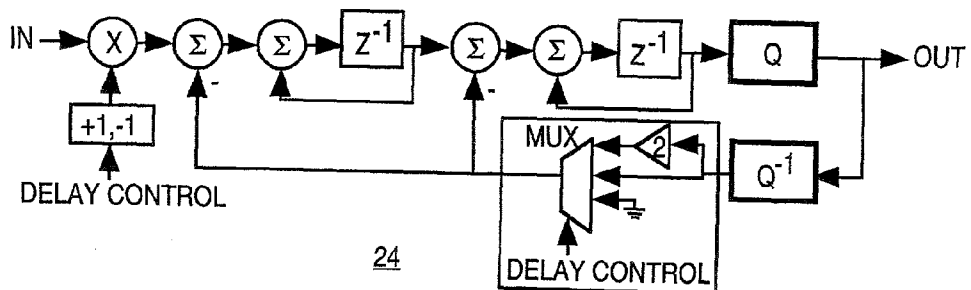 IN X Σ Σ Z⁻¹ Σ Σ Z⁻¹ Q OUT
- -
+1,-1
MUX 2 Q⁻¹
DELAY CONTROL
24
DELAY CONTROL